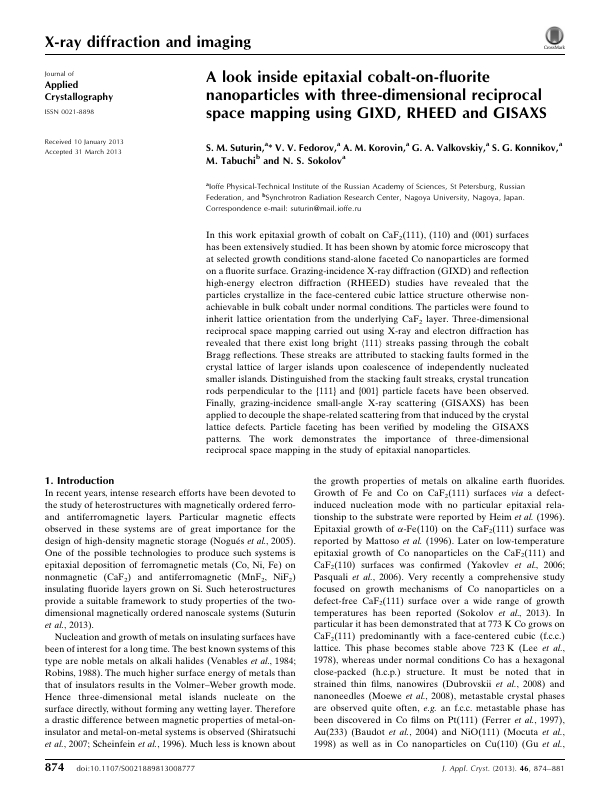 X-ray diffraction and imaging
CrossMark
Journal of
Applied
Crystallography
ISSN 0021-8898
Received 10 January 2013
Accepted 31 March 2013
A look inside epitaxial cobalt-on-fluorite
nanoparticles with three-dimensional reciprocal
space mapping using GIXD, RHEED and GISAXS
S. M. Suturin,a* V. V. Fedorov,a A. M. Korovin,a G. A. Valkovskiy,a S. G. Konnikov,a
M. Tabuchib and N. S. Sokolova
aIoffe Physical-Technical Institute of the Russian Academy of Sciences, St Petersburg, Russian
Federation, and bSynchrotron Radiation Research Center, Nagoya University, Nagoya, Japan.
Correspondence e-mail: suturin@mail.ioffe.ru
In this work epitaxial growth of cobalt on CaF2(111), (110) and (001) surfaces
has been extensively studied. It has been shown by atomic force microscopy that
at selected growth conditions stand-alone faceted Co nanoparticles are formed
on a fluorite surface. Grazing-incidence X-ray diffraction (GIXD) and reflection
high-energy electron diffraction (RHEED) studies have revealed that the
particles crystallize in the face-centered cubic lattice structure otherwise non-
achievable in bulk cobalt under normal conditions. The particles were found to
inherit lattice orientation from the underlying CaF2 layer. Three-dimensional
reciprocal space mapping carried out using X-ray and electron diffraction has
revealed that there exist long bright ⟨111⟩ streaks passing through the cobalt
Bragg reflections. These streaks are attributed to stacking faults formed in the
crystal lattice of larger islands upon coalescence of independently nucleated
smaller islands. Distinguished from the stacking fault streaks, crystal truncation
rods perpendicular to the {111} and {001} particle facets have been observed.
Finally, grazing-incidence small-angle X-ray scattering (GISAXS) has been
applied to decouple the shape-related scattering from that induced by the crystal
lattice defects. Particle faceting has been verified by modeling the GISAXS
patterns. The work demonstrates the importance of three-dimensional
reciprocal space mapping in the study of epitaxial nanoparticles.
1. Introduction
In recent years, intense research efforts have been devoted to
the study of heterostructures with magnetically ordered ferro-
and antiferromagnetic layers. Particular magnetic effects
observed in these systems are of great importance for the
design of high-density magnetic storage (Nogués et al., 2005).
One of the possible technologies to produce such systems is
epitaxial deposition of ferromagnetic metals (Co, Ni, Fe) on
nonmagnetic (CaF2) and antiferromagnetic (MnF2, NiF2)
insulating fluoride layers grown on Si. Such heterostructures
provide a suitable framework to study properties of the two-
dimensional magnetically ordered nanoscale systems (Suturin
et al., 2013).
Nucleation and growth of metals on insulating surfaces have
been of interest for a long time. The best known systems of this
type are noble metals on alkali halides (Venables et al., 1984;
Robins, 1988). The much higher surface energy of metals than
that of insulators results in the Volmer–Weber growth mode.
Hence three-dimensional metal islands nucleate on the
surface directly, without forming any wetting layer. Therefore
a drastic difference between magnetic properties of metal-on-
insulator and metal-on-metal systems is observed (Shiratsuchi
et al., 2007; Scheinfein et al., 1996). Much less is known about
the growth properties of metals on alkaline earth fluorides.
Growth of Fe and Co on CaF2(111) surfaces via a defect-
induced nucleation mode with no particular epitaxial rela-
tionship to the substrate were reported by Heim et al. (1996).
Epitaxial growth of α-Fe(110) on the CaF2(111) surface was
reported by Mattoso et al. (1996). Later on low-temperature
epitaxial growth of Co nanoparticles on the CaF2(111) and
CaF2(110) surfaces was confirmed (Yakovlev et al., 2006;
Pasquali et al., 2006). Very recently a comprehensive study
focused on growth mechanisms of Co nanoparticles on a
defect-free CaF2(111) surface over a wide range of growth
temperatures has been reported (Sokolov et al., 2013). In
particular it has been demonstrated that at 773 K Co grows on
CaF2(111) predominantly with a face-centered cubic (f.c.c.)
lattice. This phase becomes stable above 723 K (Lee et al.,
1978), whereas under normal conditions Co has a hexagonal
close-packed (h.c.p.) structure. It must be noted that in
strained thin films, nanowires (Dubrovskii et al., 2008) and
nanoneedles (Moewe et al., 2008), metastable crystal phases
are observed quite often, e.g. an f.c.c. metastable phase has
been discovered in Co films on Pt(111) (Ferrer et al., 1997),
Au(233) (Baudot et al., 2004) and NiO(111) (Mocuta et al.,
1998) as well as in Co nanoparticles on Cu(110) (Gu et al.,
874 doi:10.1107/S0021889813008777
J. Appl. Cryst. (2013). 46, 874–881